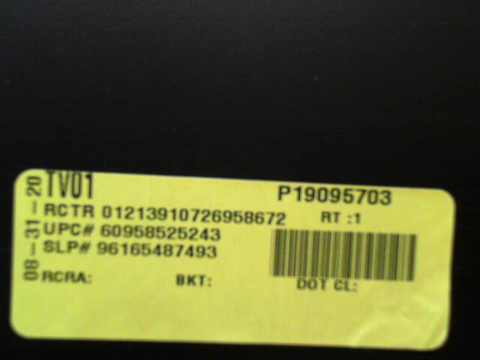 08-31-20
TV01 P19095703
RCTR 01213910726958672 RT :1
UPC# 60958525243
SLP# 96165487493
RCRA: BKT: DOT CL: